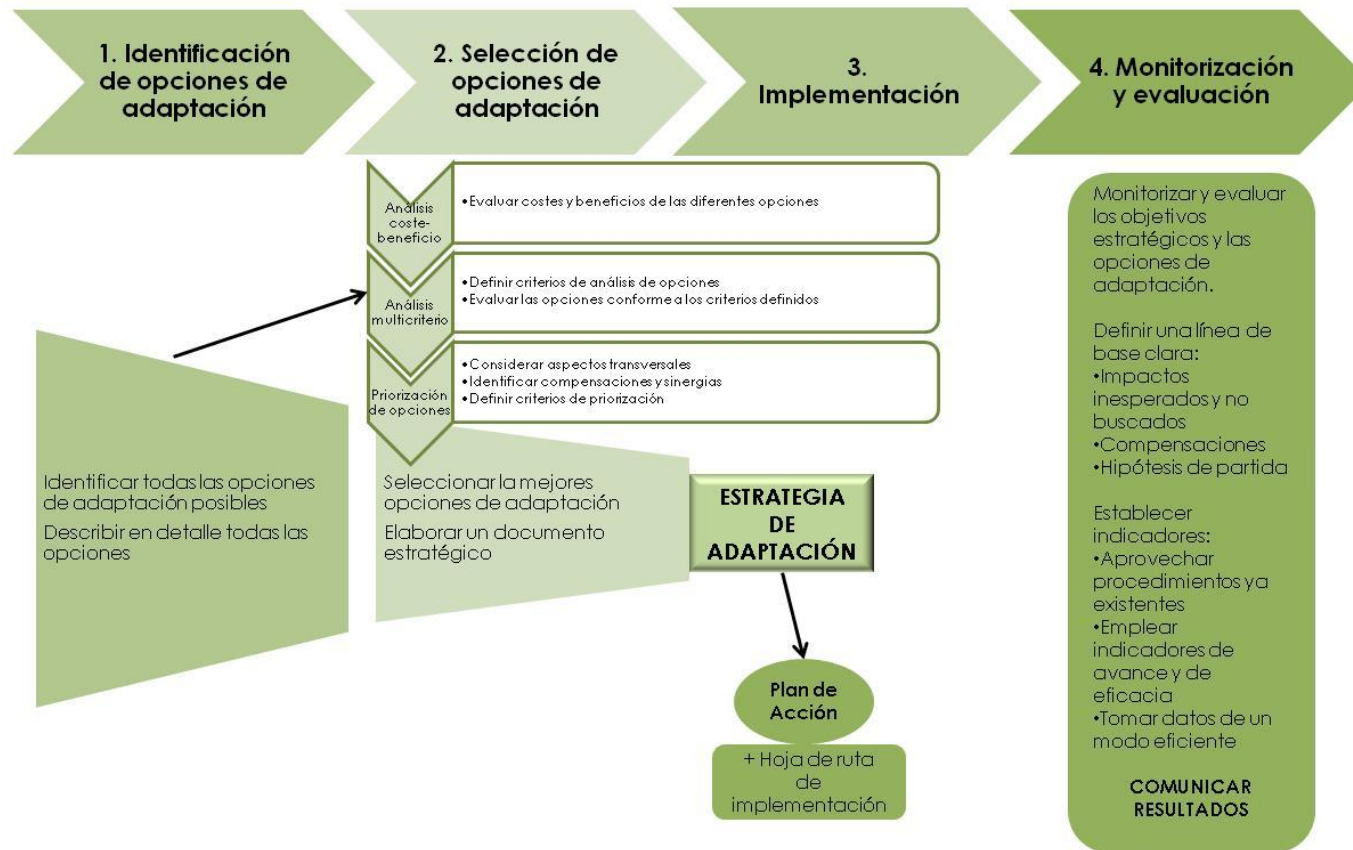 1. Identificación
de opciones de
adaptación
2. Selección de
opciones de
adaptación
3.
Implementación
4. Monitorización
y evaluación
Análisis
coste-
beneficio
•Evaluar costes y beneficios de las diferentes opciones
Análisis
multicriterio
•Definir criterios de análisis de opciones
•Evaluar las opciones conforme a los criterios definidos
Priorización
de opciones
•Considerar aspectos transversales
•Identificar compensaciones y sinergias
•Definir criterios de priorización
Identificar todas las opciones
de adaptación posibles
Describir en detalle todas las
opciones
Seleccionar la mejores
opciones de adaptación
Elaborar un documento
estratégico
ESTRATEGIA
DE
ADAPTACIÓN
Plan de
Acción
+ Hoja de ruta
de
implementación
Monitorizar y evaluar
los objetivos
estratégicos y las
opciones de
adaptación.
Definir una línea de
base clara:
•Impactos
inesperados y no
buscados
•Compensaciones
•Hipótesis de partida
Establecer
indicadores:
•Aprovechar
procedimientos ya
existentes
•Emplear
indicadores de
avance y de
eficacia
•Tomar datos de un
modo eficiente
COMUNICAR
RESULTADOS